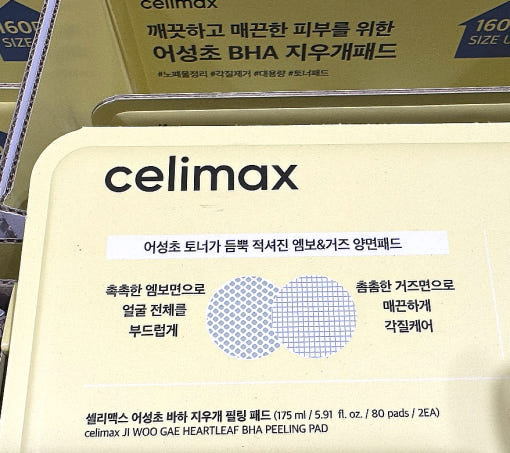 celimax
깨끗하고 매끈한 피부를 위한
어성초 BHA 지우개패드
#노폐물정리 #각질제거 #대용량 #토너패드
SIZE
160
SIZE U
celimax
어성초 토너가 듬뿍 적셔진 엠보&거즈 양면패드
촉촉한 엠보면으로
얼굴 전체를
부드럽게
촘촘한 거즈면으로
매끈하게
각질케어
셀리맥스 어성초 바하 지우개 필링 패드 (175 ml / 5.91 fl. oz. / 80 pads / 2EA)
celimax JI WOO GAE HEARTLEAF BHA PEELING PAD